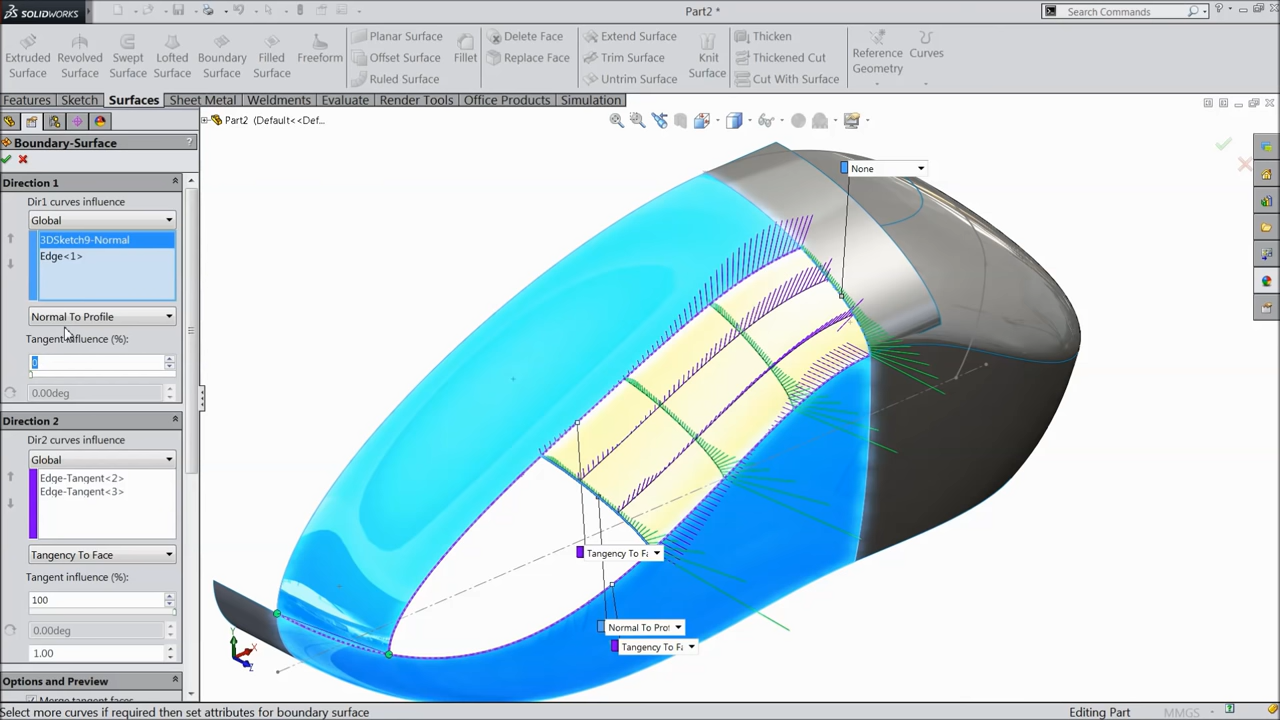 SOLIDWORKS
Part2 *
Search Commands
Extruded Surface
Revolved Surface
Swept Surface
Lofted Surface
Boundary Surface
Filled Surface
Freeform
Planar Surface
Offset Surface
Ruled Surface
Fillet
Delete Face
Replace Face
Extend Surface
Trim Surface
Untrim Surface
Knit Surface
Thicken
Thickened Cut
Cut With Surface
Reference Geometry
Curves
Features
Sketch
Surfaces
Sheet Metal
Weldments
Evaluate
Render Tools
Office Products
Simulation
Part2 (Default<<Def...
Boundary-Surface
?
Direction 1
Dir1 curves influence
Global
3DSketch9-Normal
Edge<1>
Normal To Profile
Tangent influence (%):
0
0.00deg
Direction 2
Dir2 curves influence
Global
Edge-Tangent<2>
Edge-Tangent<3>
Tangency To Face
Tangent influence (%):
100
0.00deg
1.00
Options and Preview
Merge tangent faces
None
Tangency To Fa
Normal To Prof
Tangency To Fa
Y
X
Z
Select more curves if required then set attributes for boundary surface
Editing Part
MMGS